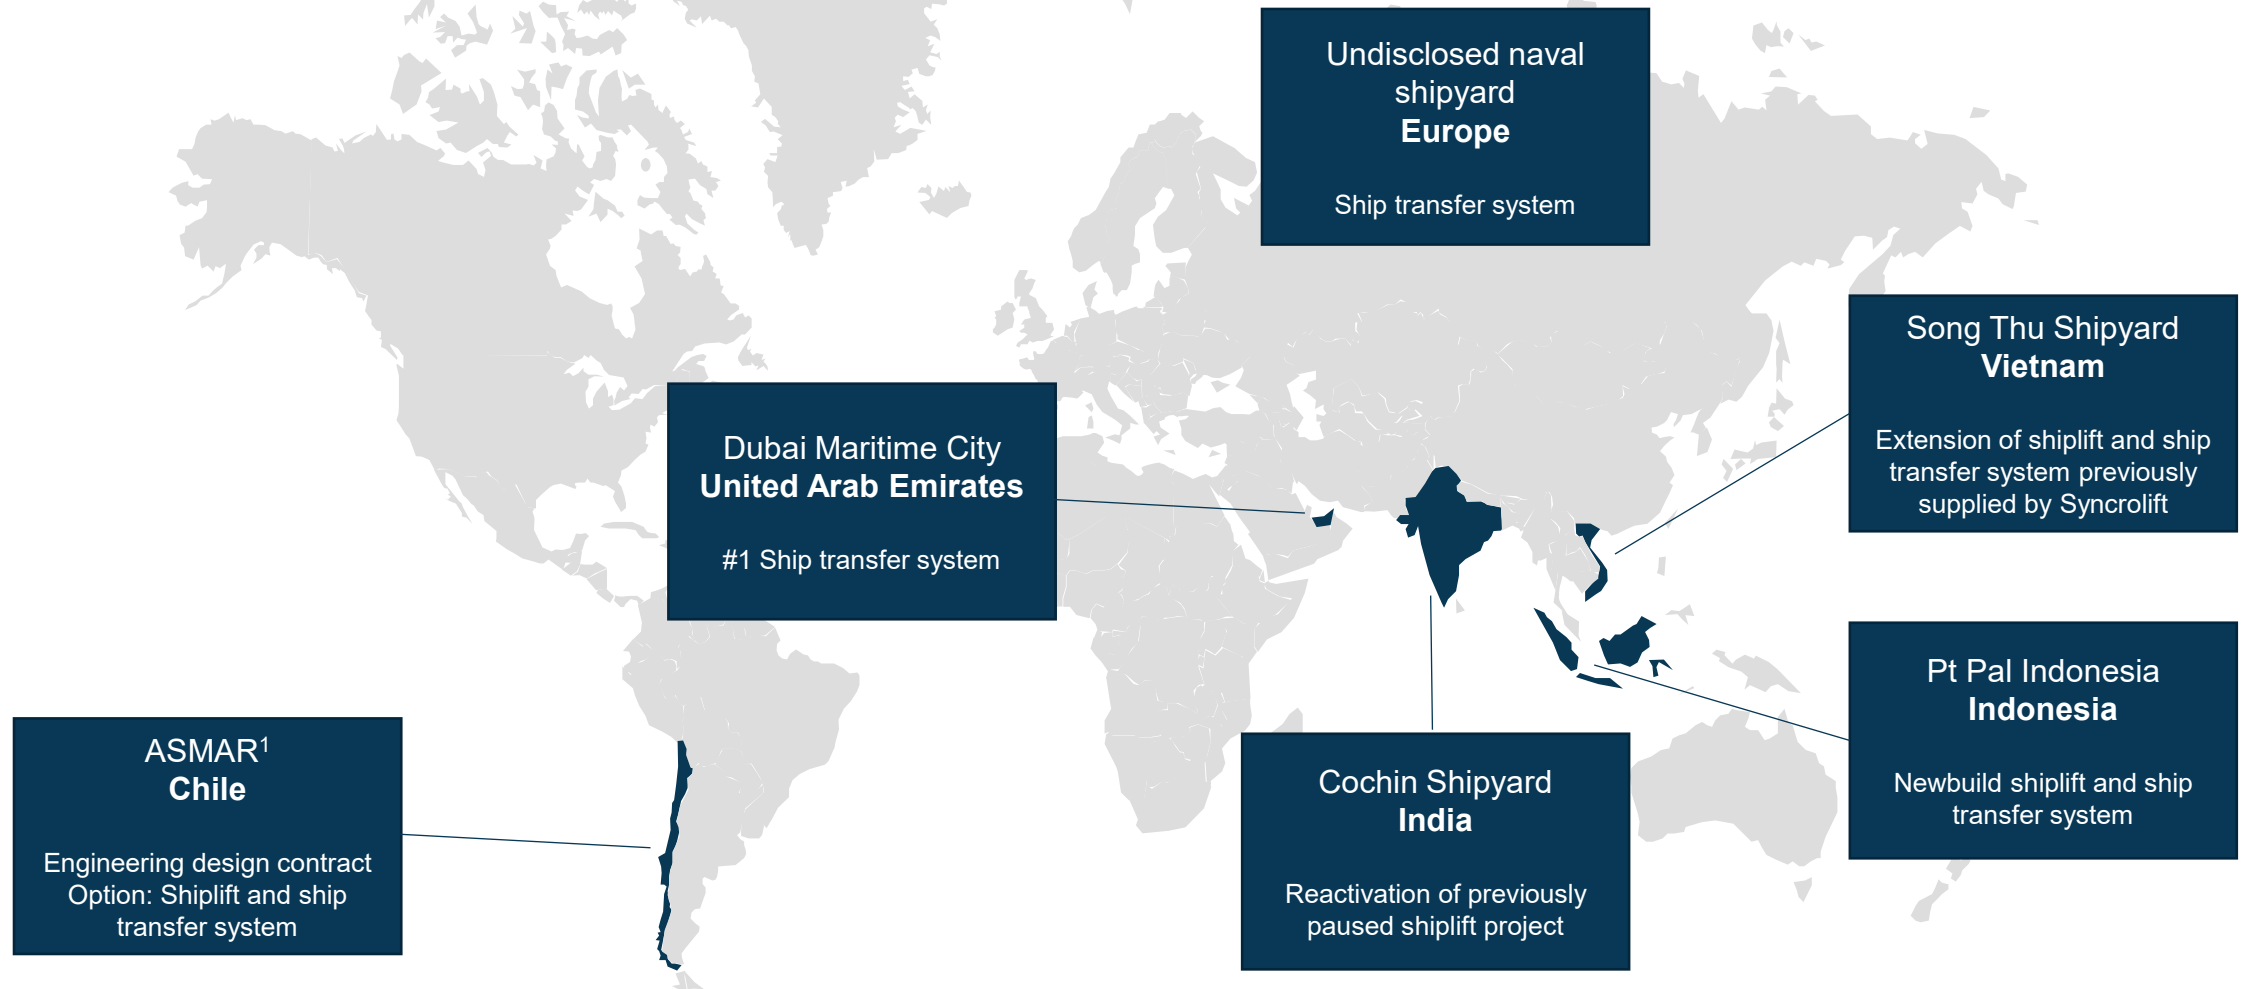 Undisclosed naval
shipyard
Europe
Ship transfer system
Song Thu Shipyard
Vietnam
Extension of shiplift and ship
transfer system previously
supplied by Syncrolift
Dubai Maritime City
United Arab Emirates
#1 Ship transfer system
Pt Pal Indonesia
Indonesia
Newbuild shiplift and ship
transfer system
ASMAR¹
Chile
Engineering design contract
Option: Shiplift and ship
transfer system
Cochin Shipyard
India
Reactivation of previously
paused shiplift project